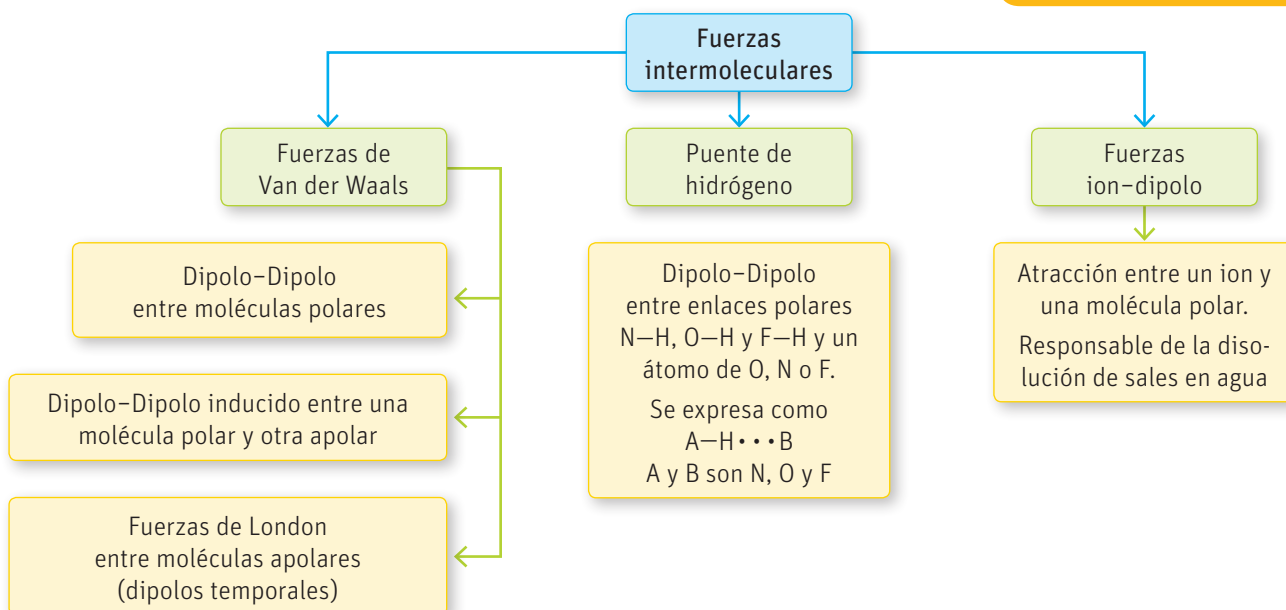 Fuerzas
intermoleculares
Fuerzas de
Van der Waals
Dipolo–Dipolo
entre moléculas polares
Dipolo–Dipolo inducido entre una
molécula polar y otra apolar
Fuerzas de London
entre moléculas apolares
(dipolos temporales)
Puente de
hidrógeno
Dipolo–Dipolo
entre enlaces polares
N—H, O—H y F—H y un
átomo de O, N o F.
Se expresa como
A—H•••B
A y B son N, O y F
Fuerzas
ion–dipolo
Atracción entre un ion y
una molécula polar.
Responsable de la diso-
lución de sales en agua